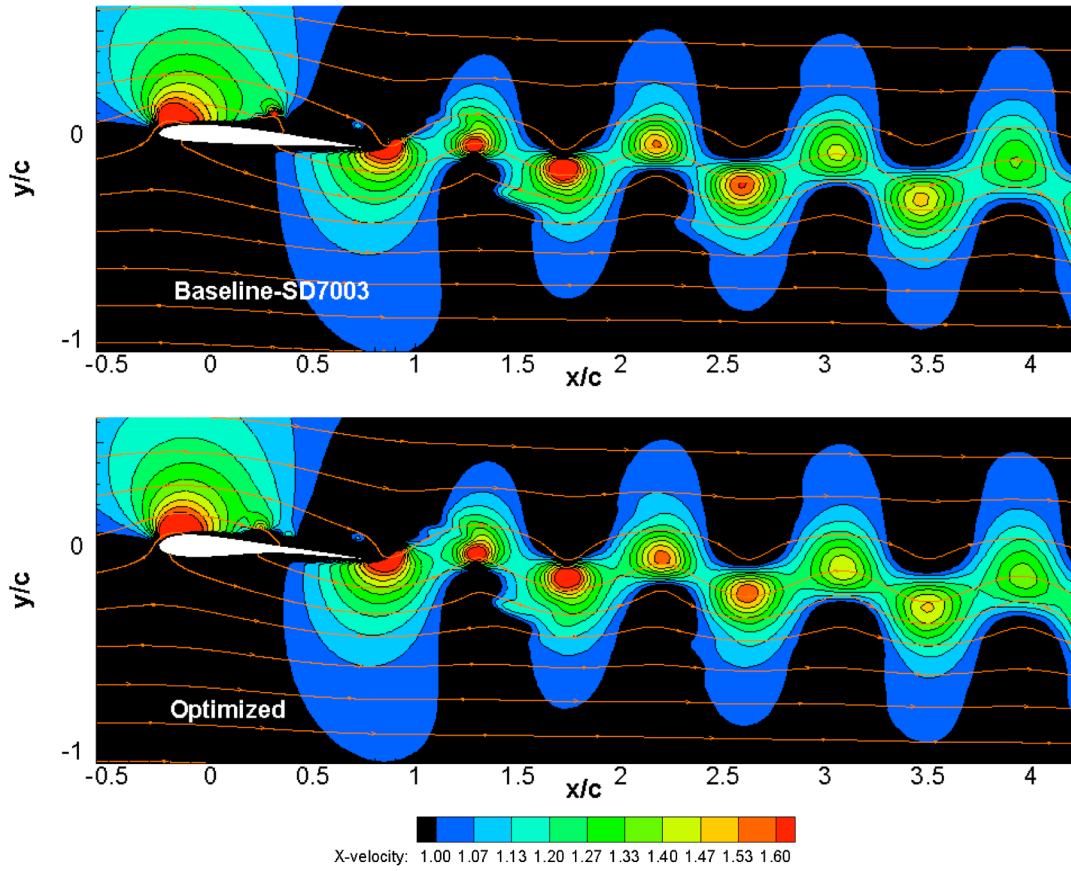 y/c
0
-1
Baseline-SD7003
-0.5 0 0.5 1 1.5 2 2.5 3 3.5 4
x/c
y/c
0
-1
Optimized
-0.5 0 0.5 1 1.5 2 2.5 3 3.5 4
x/c
X-velocity: 1.00 1.07 1.13 1.20 1.27 1.33 1.40 1.47 1.53 1.60